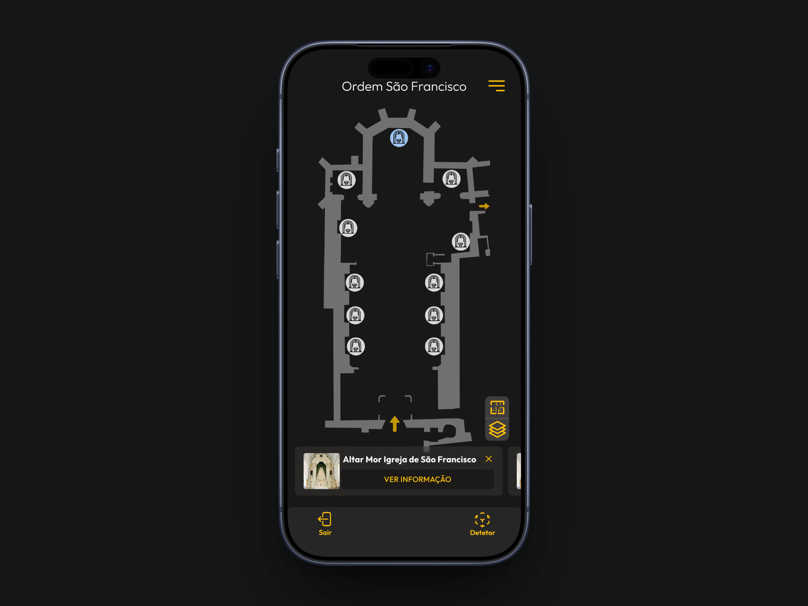 Ordem São Francisco
Altar Mor Igreja de São Francisco
VER INFORMAÇÃO
Sair
Detetor